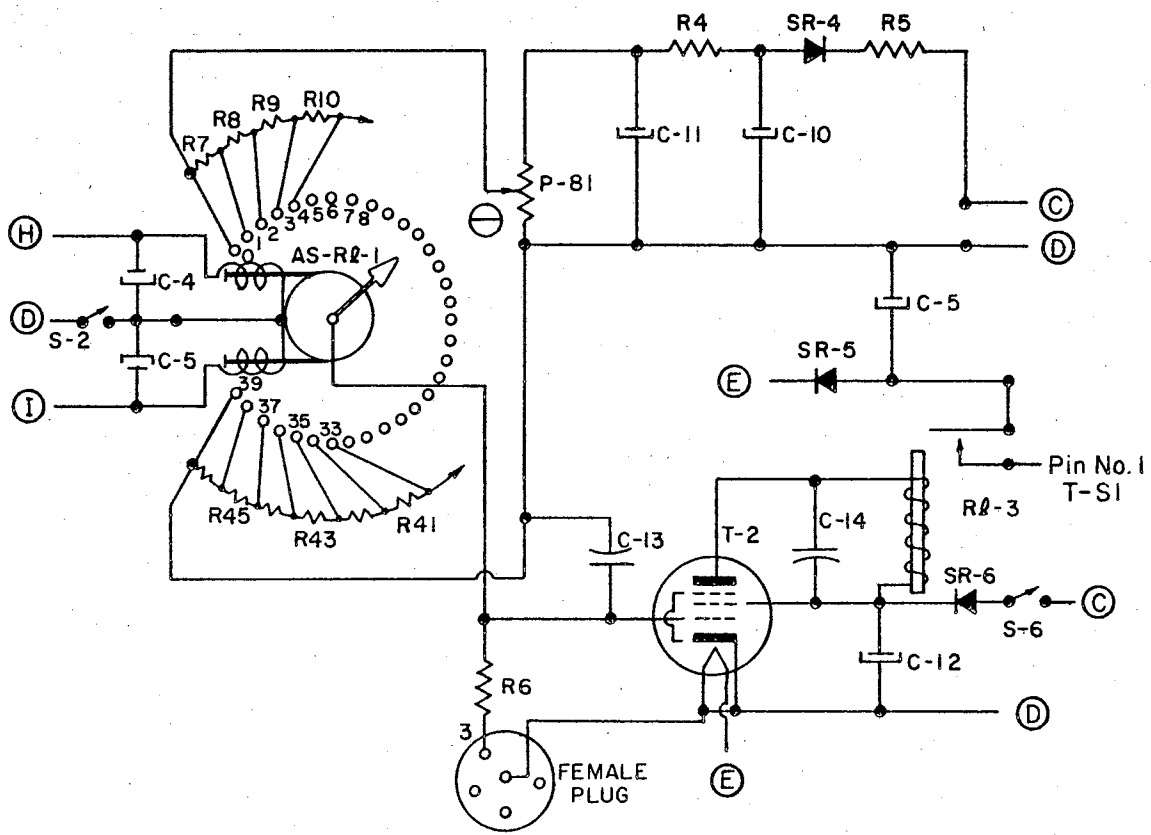 R4
SR-4
R5
R10
R9
R8
R7
C-11
C-10
P-81
C
D
H
1
2
3
4
5
6
7
8
AS-Rℓ-1
C-4
C-5
D
S-2
C-5
SR-5
E
I
39
37
35
33
Pin No. 1
T-S1
R45
R43
R41
C-13
T-2
C-14
Rℓ-3
SR-6
C
S-6
C-12
R6
D
3
FEMALE
PLUG
E